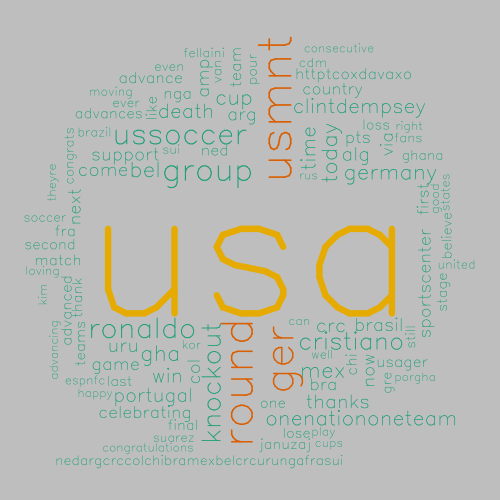 consecutive
fellaini
usmnt
cdm
even
van
amp
team
pour
httptcoxdavaxo
advance
country
moving
nga
cup
ever
like
death
arg
clintdempsey
advances
brazil
ussoccer
time
today
pts
via
loss
right
fans
congrats
support
sui
ned
alg
ghana
come
bel
group
rus
germany
theyre
next
first
good
states
soccer
fra
believe
second
sportscenter
match
usa
united
loving
stage
kim
advanced
thank
ronaldo
knockout
round
ger
can
crc
brasil
still
advancing
teams
uru
gha
kor
cristiano
game
col
well
chi
now
usager
espnfc
last
win
mex
bra
gre
porgha
happy
portugal
one
thanks
celebrating
final
onenationoneteam
suarez
lose
play
congratulations
januzaj
cups
nedargcrccolchibramexbelcrcurungafrasui